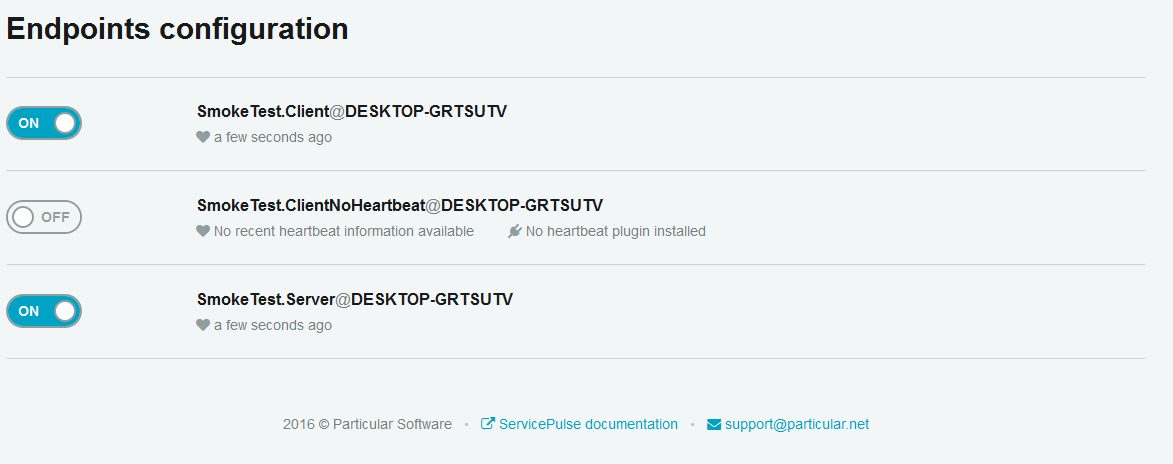 Endpoints configuration
ON
SmokeTest.Client@DESKTOP-GRTSUTV
a few seconds ago
OFF
SmokeTest.ClientNoHeartbeat@DESKTOP-GRTSUTV
No recent heartbeat information available No heartbeat plugin installed
ON
SmokeTest.Server@DESKTOP-GRTSUTV
a few seconds ago
2016 © Particular Software • ServicePulse documentation • support@particular.net